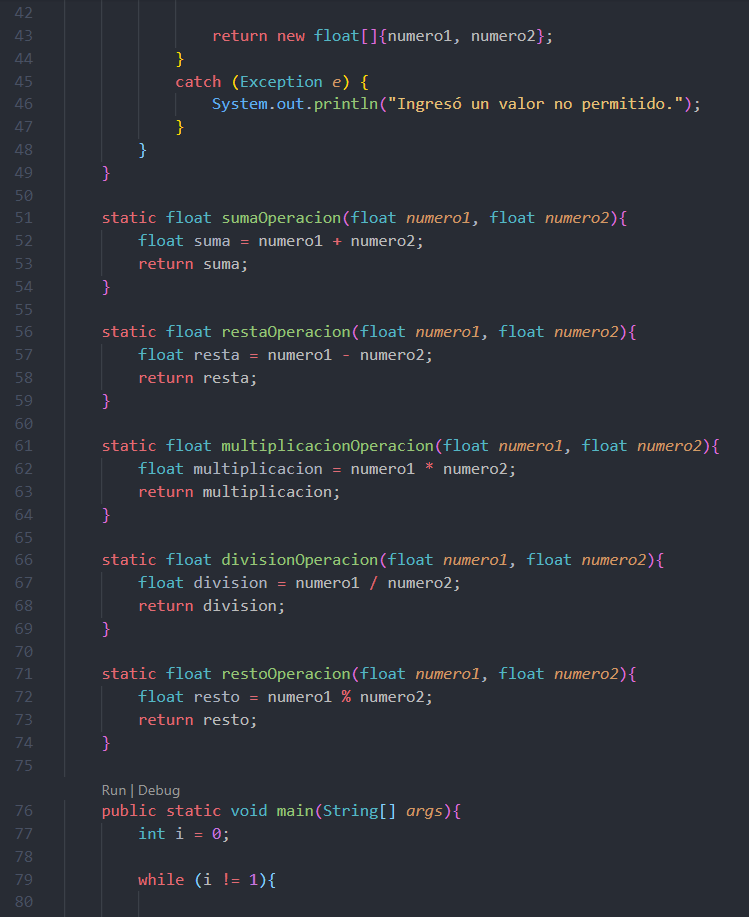 42
43 return new float[]{numero1, numero2};
44 }
45 catch (Exception e) {
46 System.out.println("Ingresó un valor no permitido.");
47 }
48 }
49 }
50
51 static float sumaOperacion(float numero1, float numero2){
52 float suma = numero1 + numero2;
53 return suma;
54 }
55
56 static float restaOperacion(float numero1, float numero2){
57 float resta = numero1 - numero2;
58 return resta;
59 }
60
61 static float multiplicacionOperacion(float numero1, float numero2){
62 float multiplicacion = numero1 * numero2;
63 return multiplicacion;
64 }
65
66 static float divisionOperacion(float numero1, float numero2){
67 float division = numero1 / numero2;
68 return division;
69 }
70
71 static float restoOperacion(float numero1, float numero2){
72 float resto = numero1 % numero2;
73 return resto;
74 }
75
Run | Debug
76 public static void main(String[] args){
77 int i = 0;
78
79 while (i != 1){
80